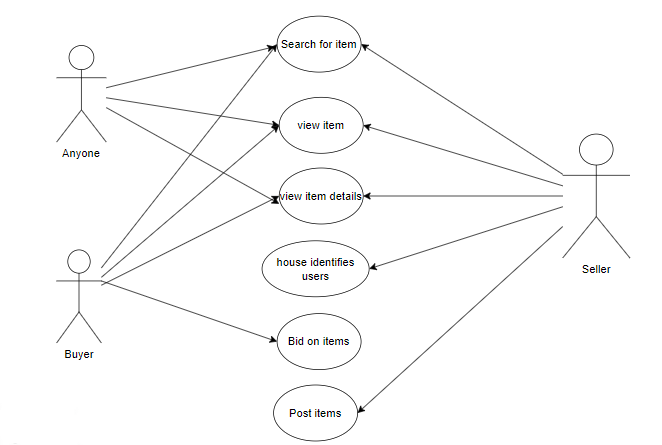 Search for item
view item
Anyone
view item details
house identifies
users
Seller
Bid on items
Buyer
Post items